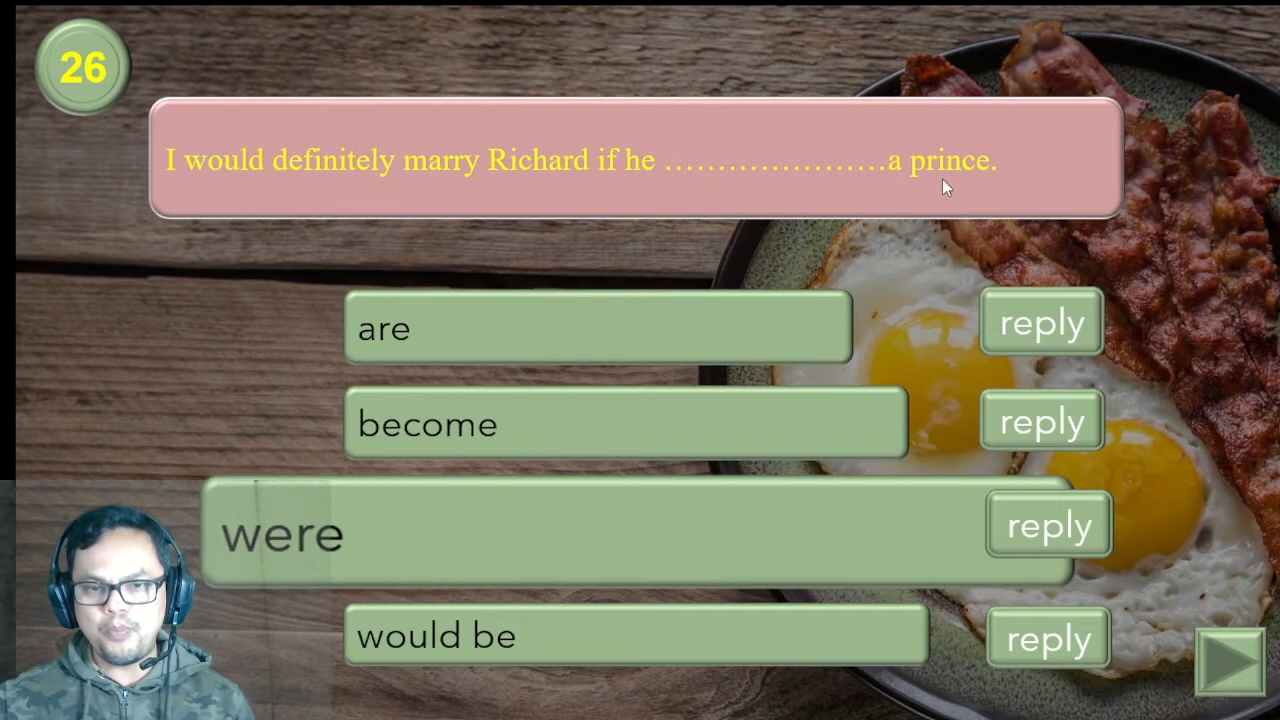 26
I would definitely marry Richard if he .....................a prince.
are
reply
become
reply
were
reply
would be
reply